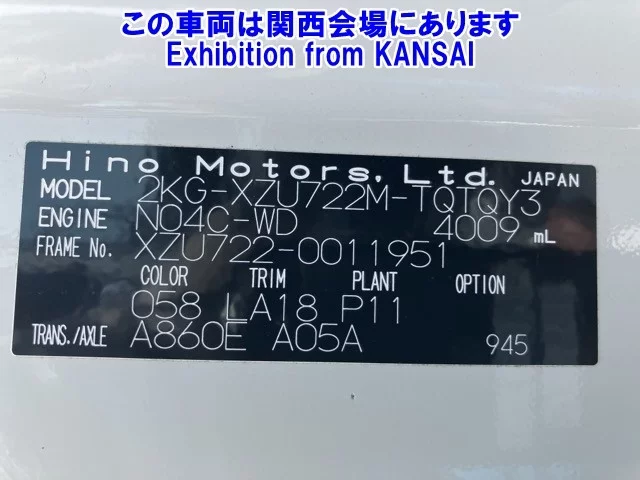 この車両は関西会場にあります
Exhibition from KANSAI
Hino Motors, Ltd. JAPAN
MODEL 2KG-XZU722M-TQTQY3
ENGINE N04C-WD 4009 mL
FRAME No. XZU722-0011951
COLOR TRIM PLANT OPTION
058 LA18 P11
TRANS./AXLE A860E A05A 945